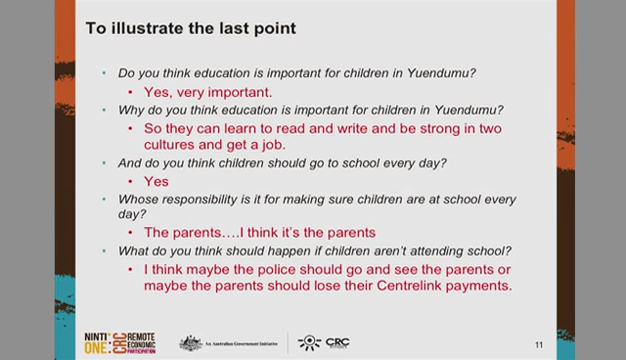 To illustrate the last point
• Do you think education is important for children in Yuendumu?
• Yes, very important.
• Why do you think education is important for children in Yuendumu?
• So they can learn to read and write and be strong in two
cultures and get a job.
• And do you think children should go to school every day?
• Yes
• Whose responsibility is it for making sure children are at school every
day?
• The parents….I think it's the parents
• What do you think should happen if children aren't attending school?
• I think maybe the police should go and see the parents or
maybe the parents should lose their Centrelink payments.
NINTI
ONE
CRC
REMOTE
ECONOMIC
PARTICIPATION
An Australian Government Initiative
CRC
11